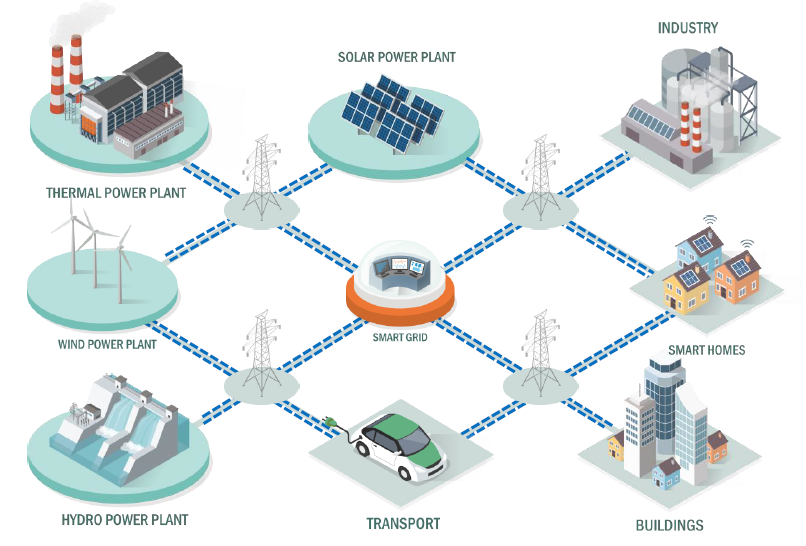 INDUSTRY
SOLAR POWER PLANT
THERMAL POWER PLANT
WIND POWER PLANT
SMART GRID
SMART HOMES
HYDRO POWER PLANT
TRANSPORT
BUILDINGS